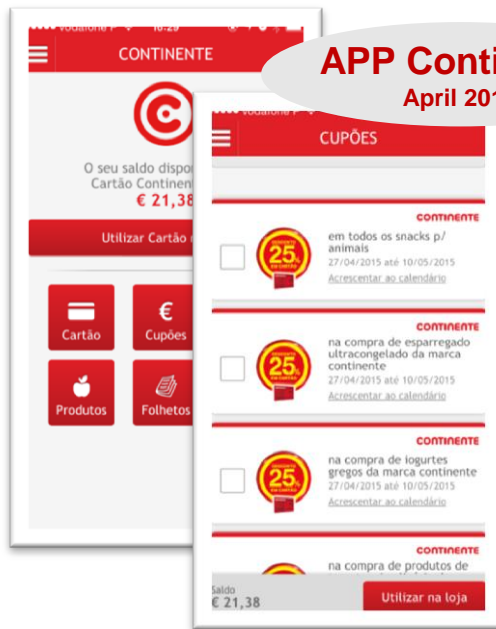 APP Conti
April 201
vodafone P
16:29
CONTINENTE
O seu saldo dispo
Cartão Continen
€ 21,38
Utilizar Cartão
Cartão
€
Cupões
Produtos
Folhetos
CUPÕES
CONTINENTE
25%
em todos os snacks p/
animais
27/04/2015 até 10/05/2015
Acrescentar ao calendário
CONTINENTE
25%
na compra de esparregado
ultracongelado da marca
continente
27/04/2015 até 10/05/2015
Acrescentar ao calendário
CONTINENTE
25%
na compra de iogurtes
gregos da marca continente
27/04/2015 até 10/05/2015
Acrescentar ao calendário
CONTINENTE
na compra de produtos de
Saldo
€ 21,38
Utilizar na loja